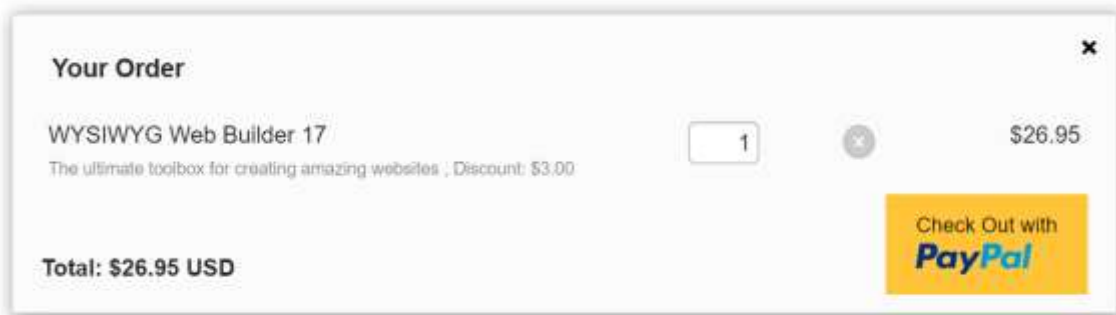 Your Order
WYSIWYG Web Builder 17
1
$26.95
The ultimate toolbox for creating amazing websites , Discount: $3.00
Check Out with
PayPal
Total: $26.95 USD